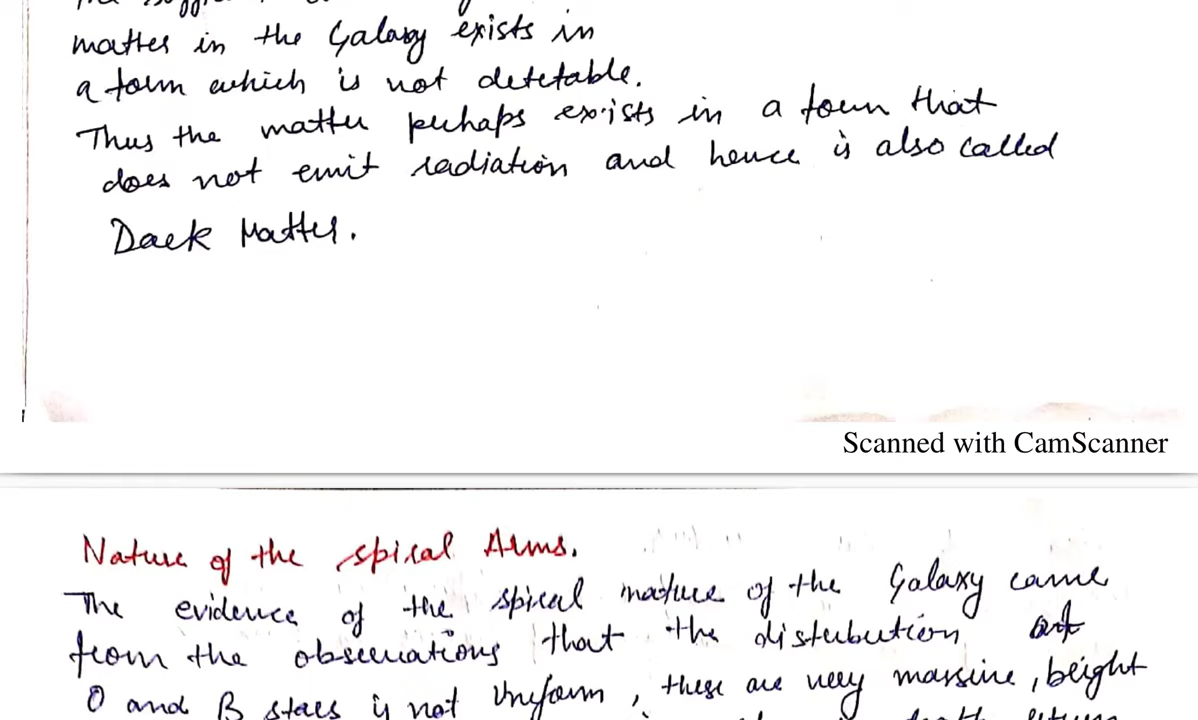 matter in the Galaxy exists in
a form which is not detetable.
Thus the matter perhaps exists in a form that
does not emit radiation and hence is also called
Dark Matter.
Scanned with CamScanner
Nature of the spiral Arms.
The evidence of the spiral nature of the Galaxy came
from the observations that the distribution of
O and B stars is not Uniform, these are very massive, bright